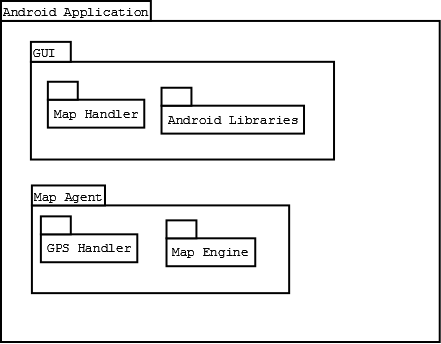 Android Application
GUI
Map Handler
Android Libraries
Map Agent
GPS Handler
Map Engine